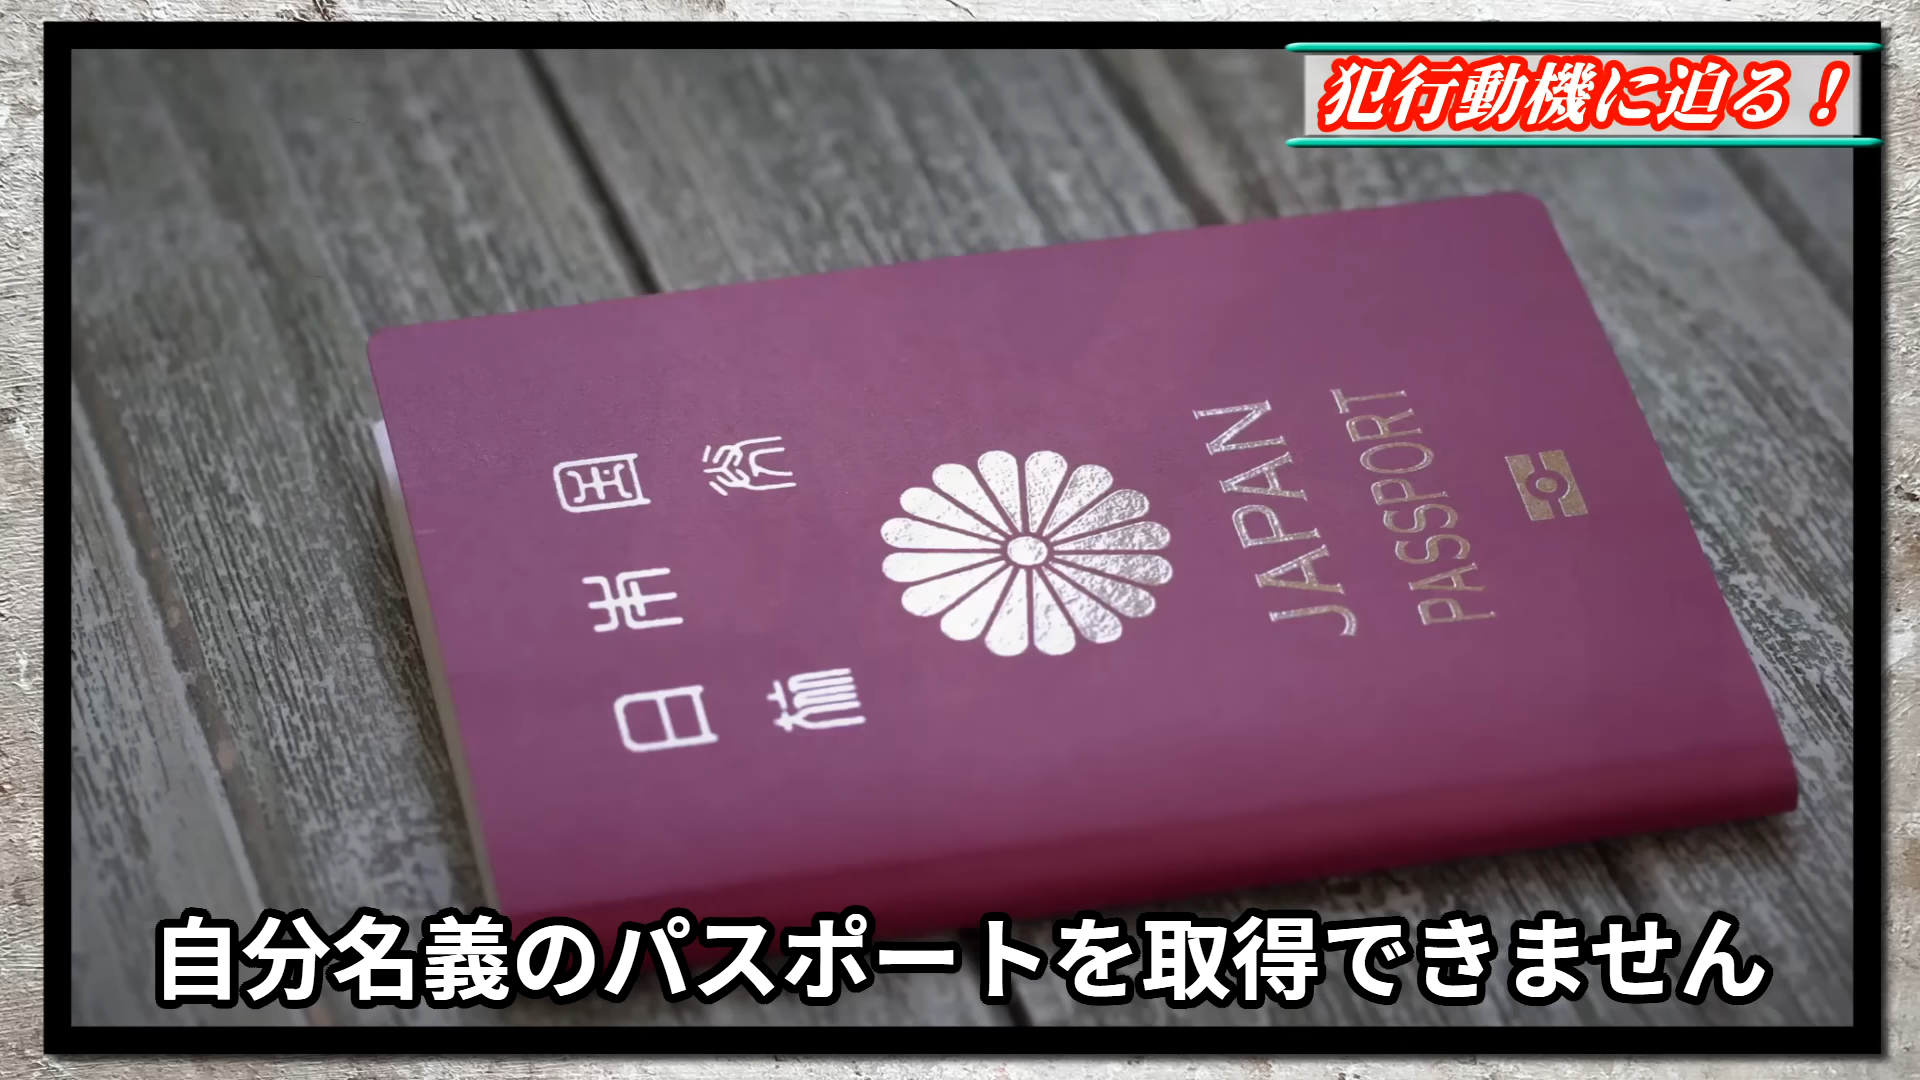 犯行動機に迫る！
日本国
旅券
JAPAN
PASSPORT
自分名義のパスポートを取得できません